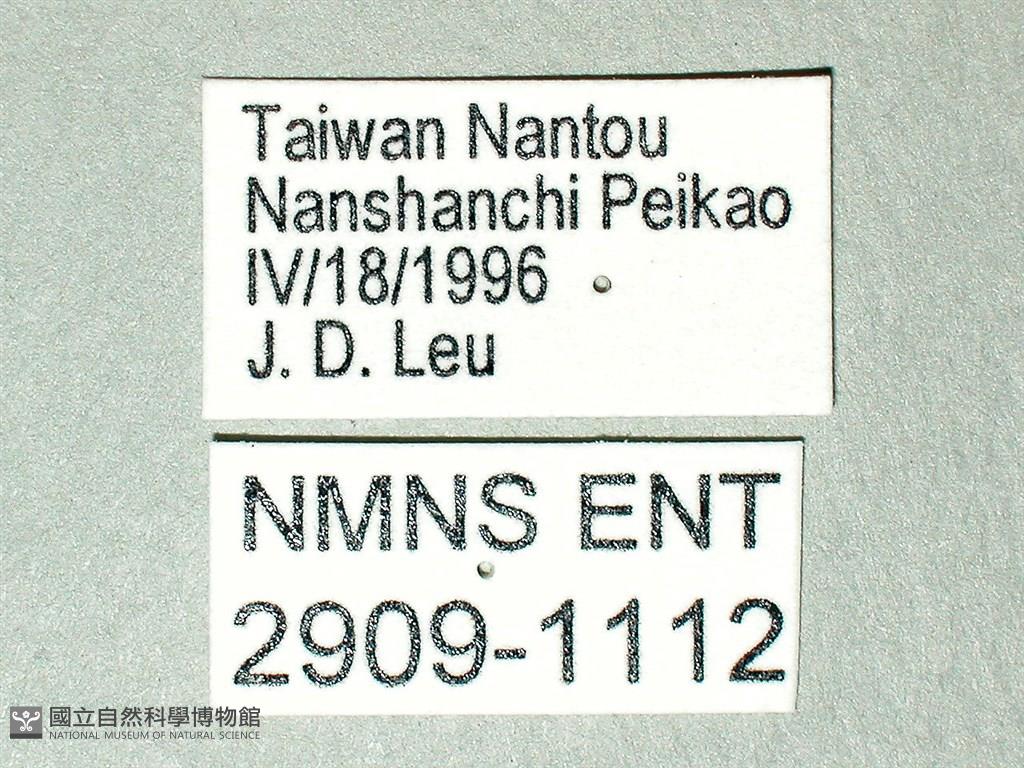 Taiwan Nantou
Nanshanchi Peikao
IV/18/1996
J. D. Leu
NMNS ENT
2909-1112
國立自然科學博物館
NATIONAL MUSEUM OF NATURAL SCIENCE